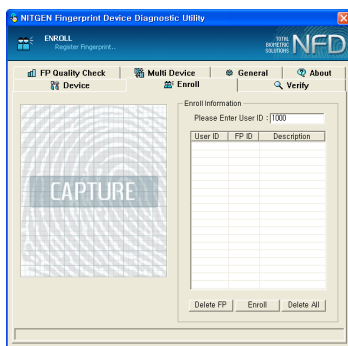 NITGEN Fingerprint Device Diagnostic Utility
ENROLL
Register Fingerprint..
TOTAL
BIOMETRIC
SOLUTIONS
NFD
FP Quality Check
Multi Device
General
About
Device
Enroll
Verify
CAPTURE
Enroll Information
Please Enter User ID : 1000
User ID FP ID Description
Delete FP Enroll Delete All